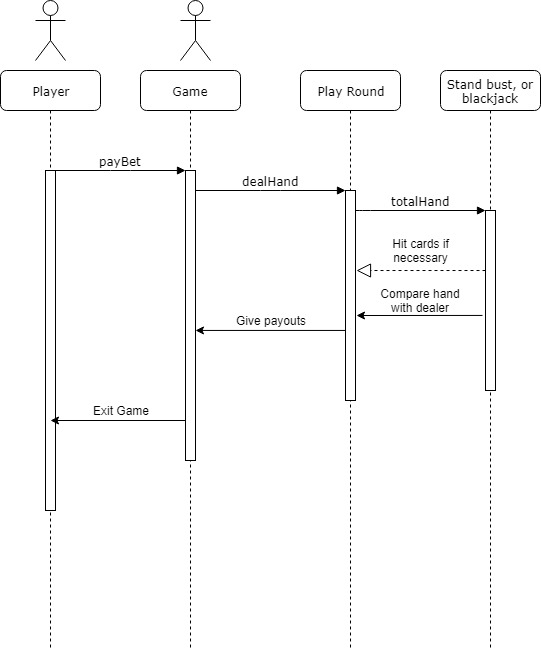 Player
Game
Play Round
Stand bust, or
blackjack
payBet
dealHand
totalHand
Hit cards if
necessary
Compare hand
with dealer
Give payouts
Exit Game